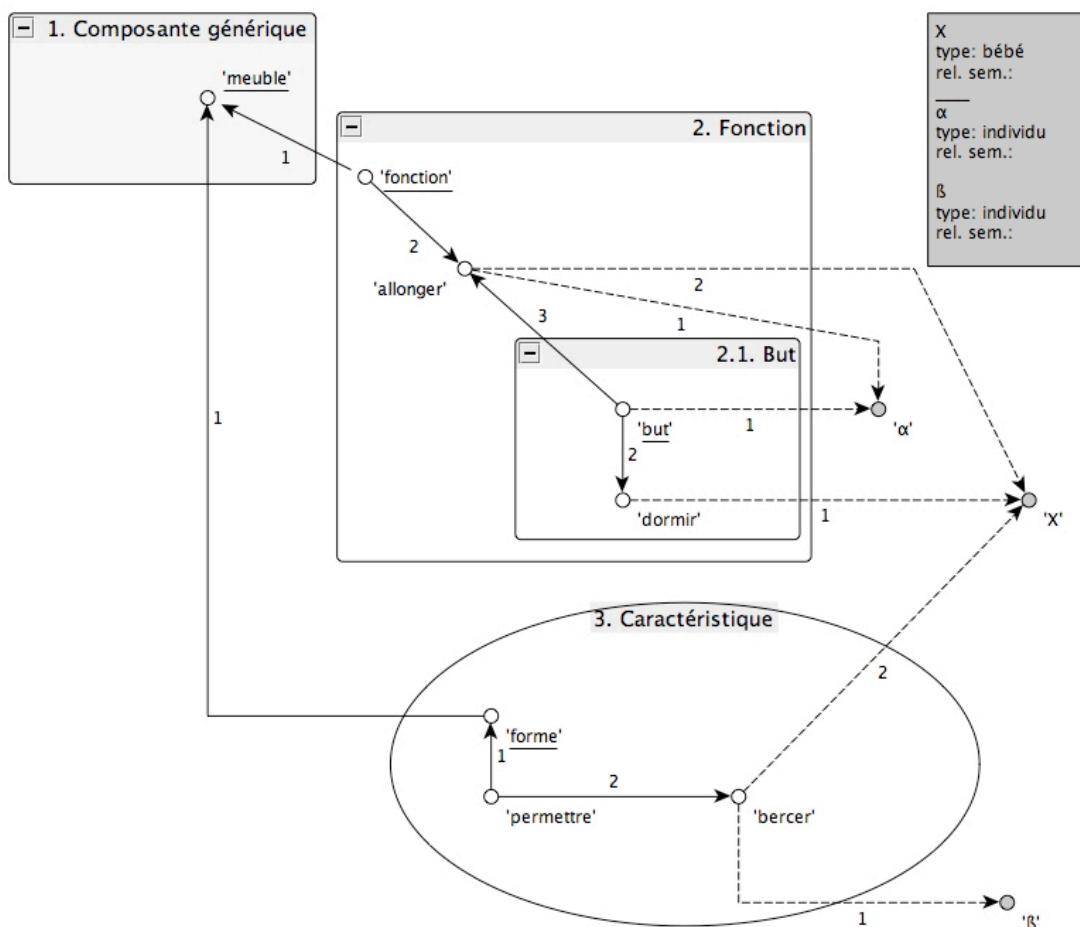 1. Composante générique
'meuble'
1
2. Fonction
'fonction'
2
'allonger'
2
1
3
2.1. But
'but'
1
'α'
2
'dormir'
1
'X'
1
3. Caractéristique
2
'forme'
1
'permettre'
2
'bercer'
1
'ß'
X
type: bébé
rel. sem.:
α
type: individu
rel. sem.:
ß
type: individu
rel. sem.: